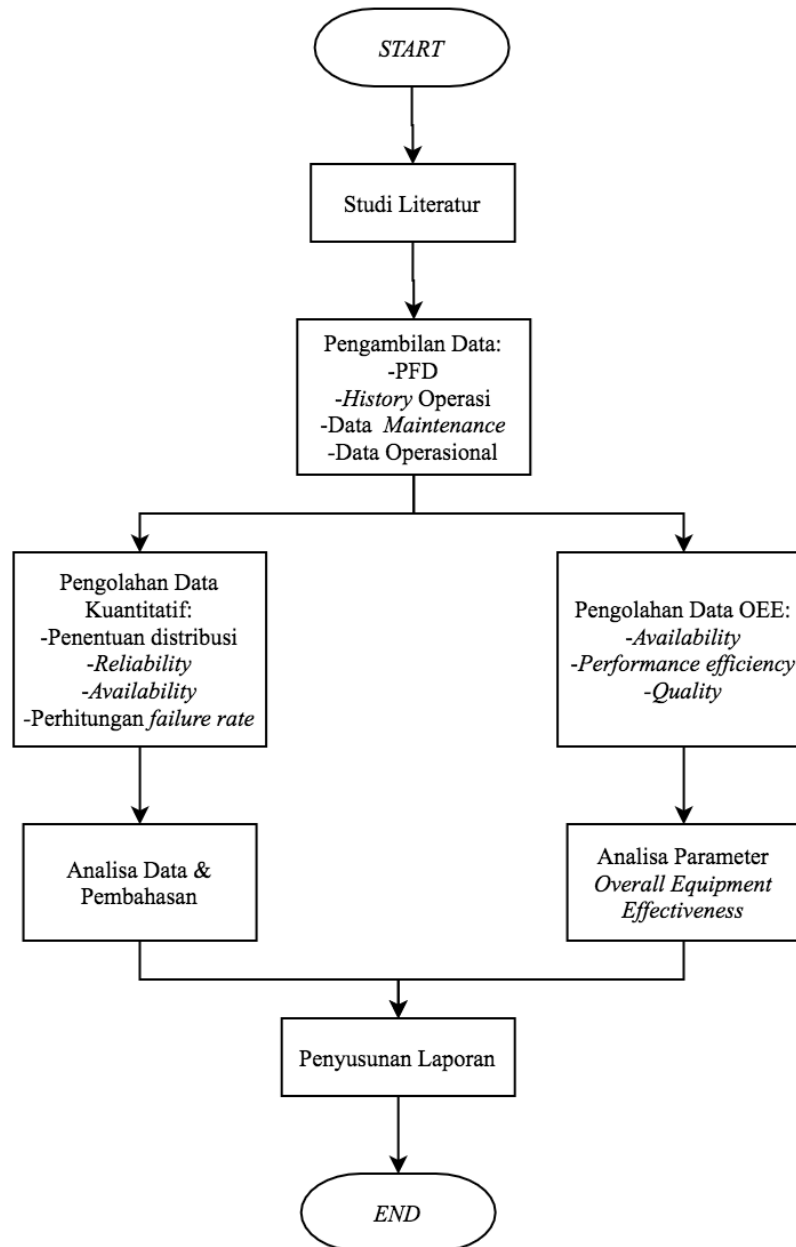 START
Studi Literatur
Pengambilan Data:
-PFD
-History Operasi
-Data Maintenance
-Data Operasional
Pengolahan Data
Kuantitatif:
-Penentuan distribusi
-Reliability
-Availability
-Perhitungan failure rate
Pengolahan Data OEE:
-Availability
-Performance efficiency
-Quality
Analisa Data &
Pembahasan
Analisa Parameter
Overall Equipment
Effectiveness
Penyusunan Laporan
END